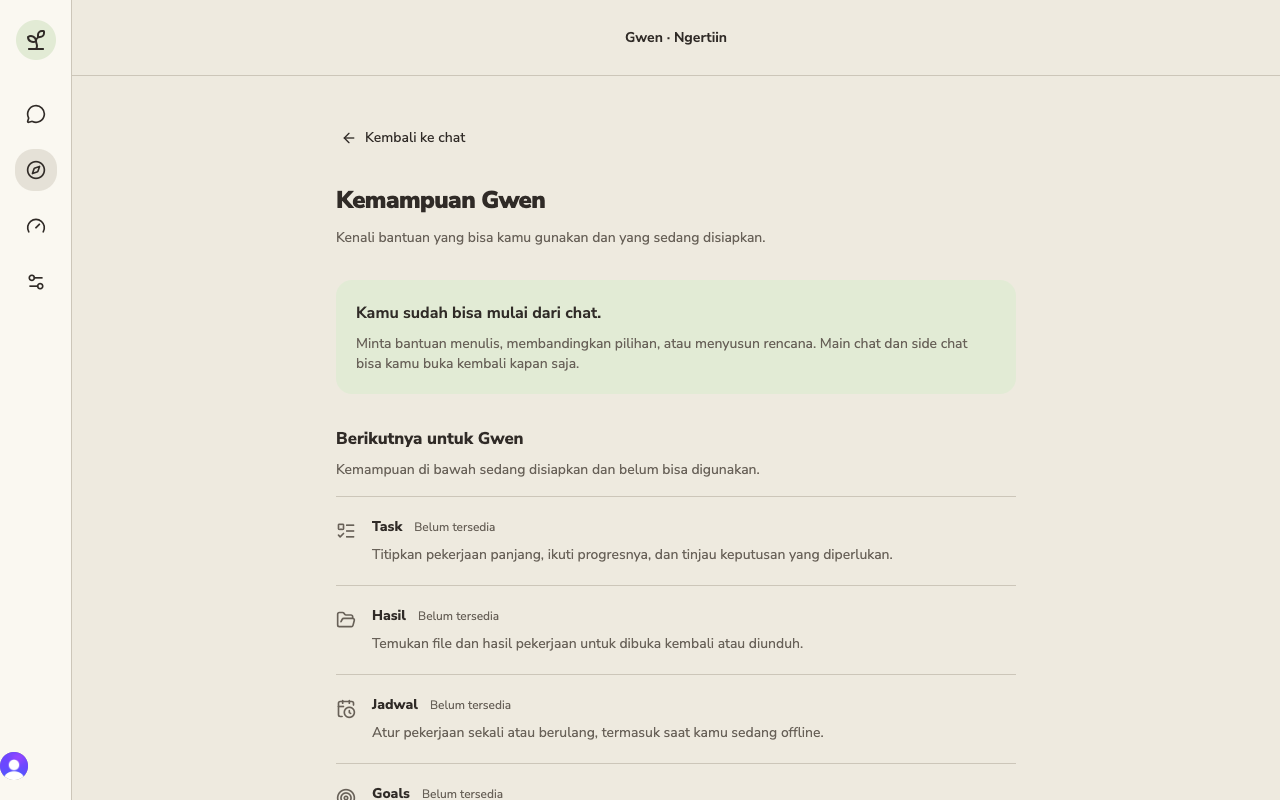 Gwen · Ngertiin
Kembali ke chat
Kemampuan Gwen
Kenali bantuan yang bisa kamu gunakan dan yang sedang disiapkan.
Kamu sudah bisa mulai dari chat.
Minta bantuan menulis, membandingkan pilihan, atau menyusun rencana. Main chat dan side chat
bisa kamu buka kembali kapan saja.
Berikutnya untuk Gwen
Kemampuan di bawah sedang disiapkan dan belum bisa digunakan.
Task Belum tersedia
Titipkan pekerjaan panjang, ikuti progresnya, dan tinjau keputusan yang diperlukan.
Hasil Belum tersedia
Temukan file dan hasil pekerjaan untuk dibuka kembali atau diunduh.
Jadwal Belum tersedia
Atur pekerjaan sekali atau berulang, termasuk saat kamu sedang offline.
Goals Belum tersedia